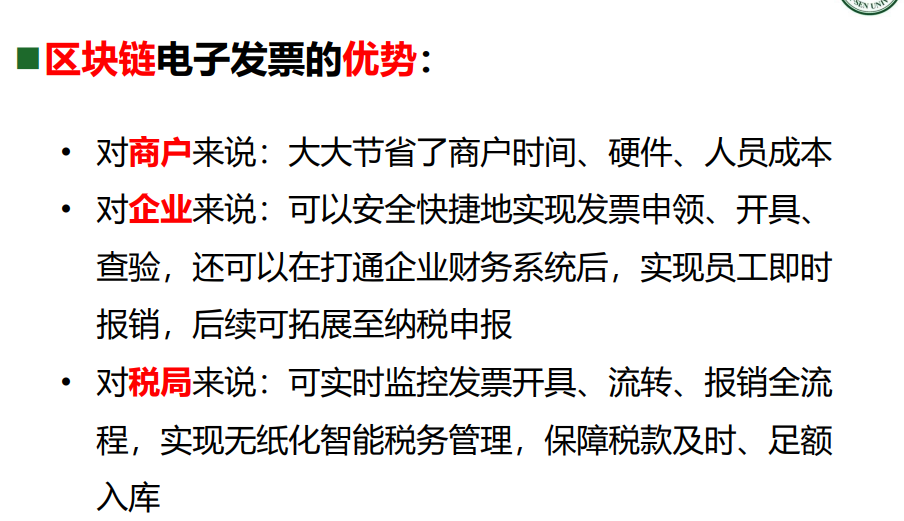 SEN UNIV
■区块链电子发票的优势：
• 对商户来说：大大节省了商户时间、硬件、人员成本
• 对企业来说：可以安全快捷地实现发票申领、开具、
查验，还可以在打通企业财务系统后，实现员工即时
报销，后续可拓展至纳税申报
• 对税局来说：可实时监控发票开具、流转、报销全流
程，实现无纸化智能税务管理，保障税款及时、足额
入库